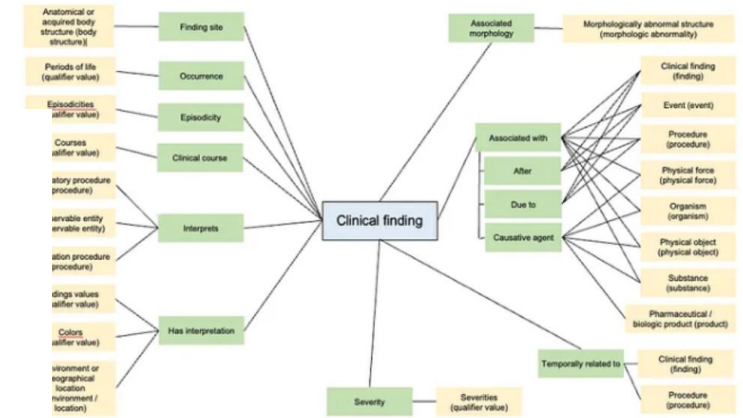 Anatomical or
acquired body
structure (body
structure)|
Finding site
Periods of life
(qualifier value)
Occurrence
Episodicities
alifier value)
Episodicity
Courses
alifier value)
Clinical course
atory procedure
procedure)
ervable entity
ervable entity)
ation procedure
procedure)
Interprets
dings values
alifier value)
Colors
alifier value)
vironment or
eographical
location
nvironment /
location)
Has interpretation
Clinical finding
Severity
Severities
(qualifier value)
Associated
morphology
Morphologically abnormal structure
(morphologic abnormality)
Associated with
After
Due to
Causative agent
Clinical finding
(finding)
Event (event)
Procedure
(procedure)
Physical force
(physical force)
Organism
(organism)
Physical object
(physical object)
Substance
(substance)
Pharmaceutical /
biologic product (product)
Temporally related to
Clinical finding
(finding)
Procedure
(procedure)